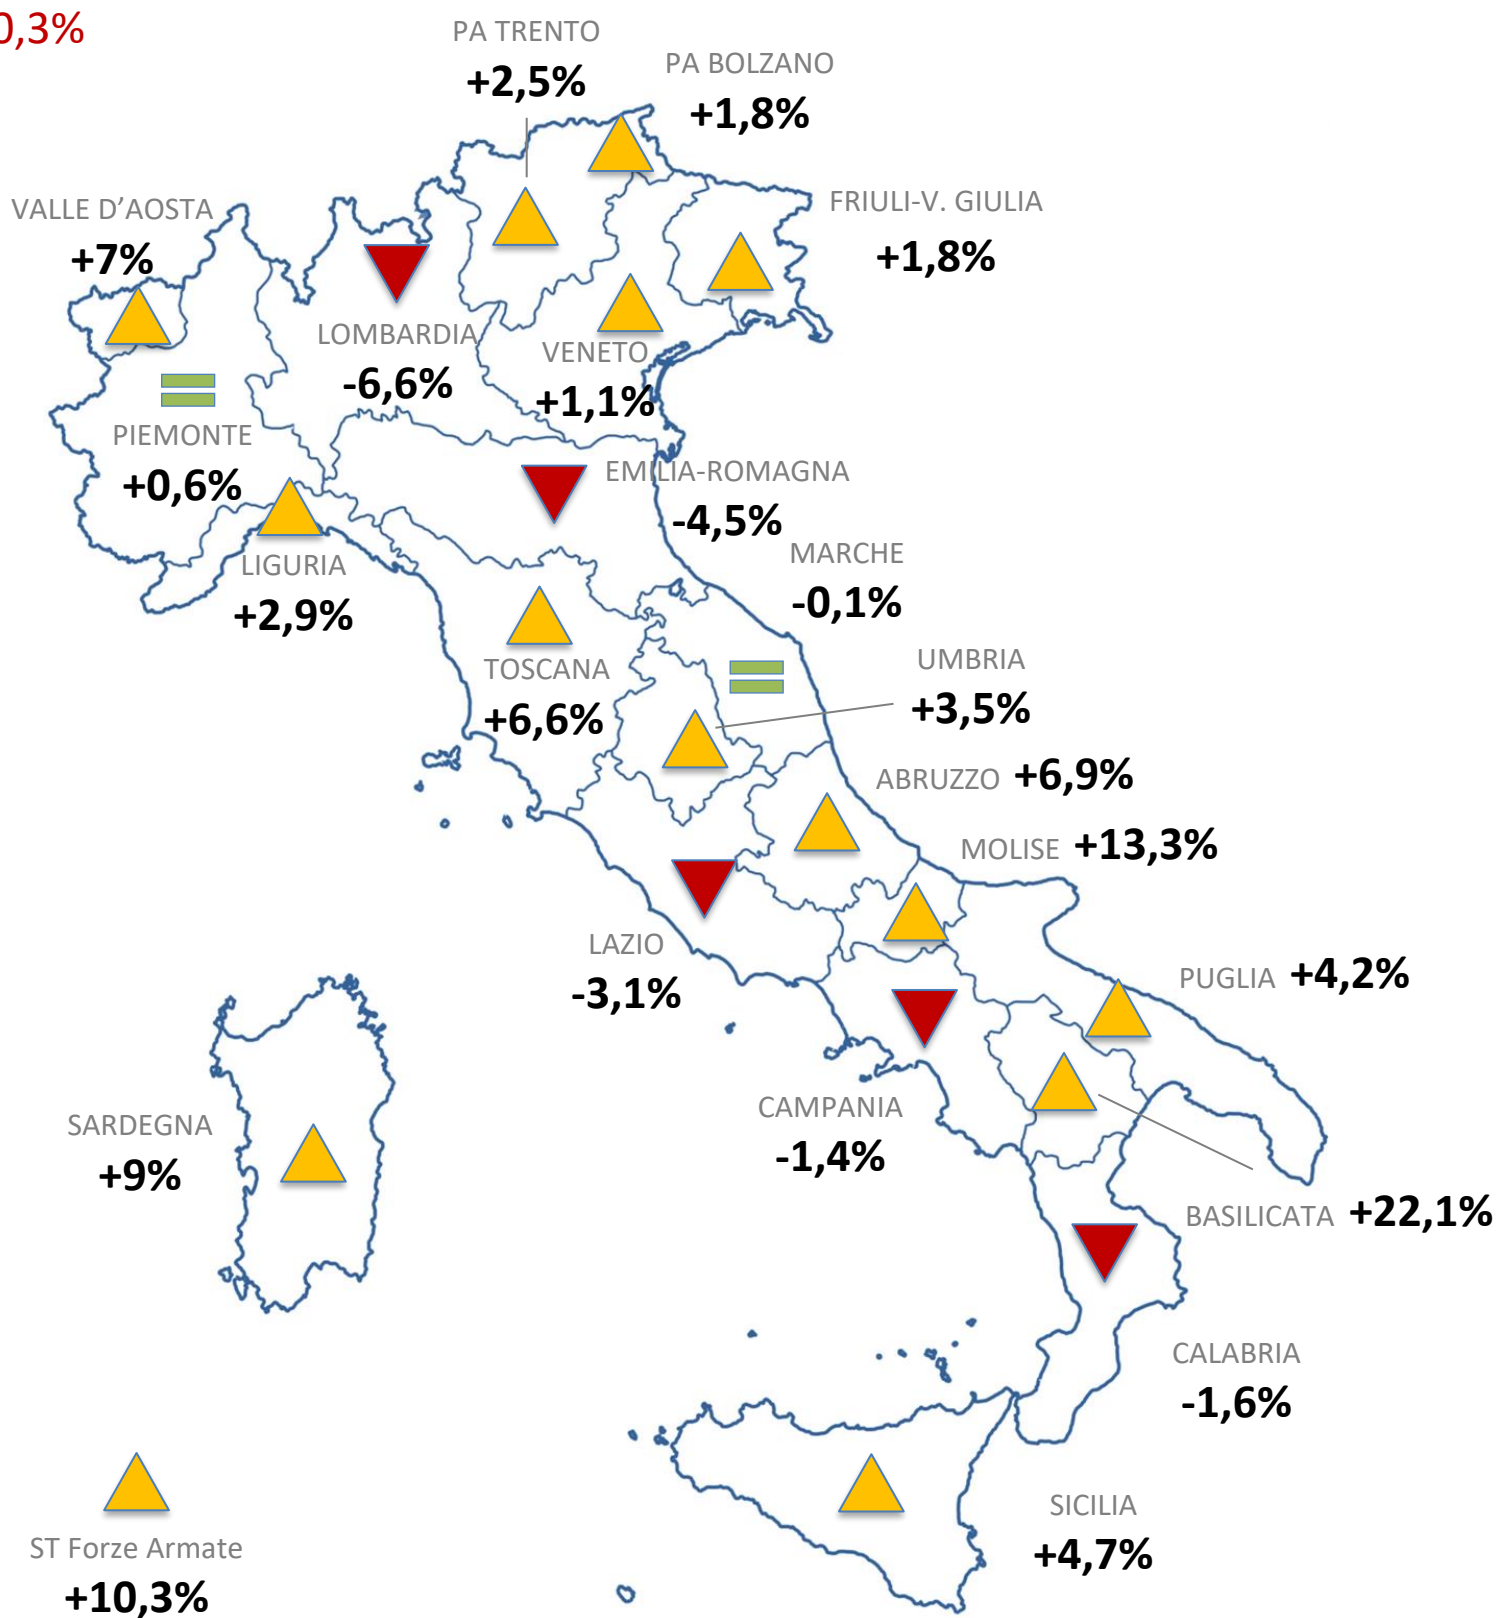 0,3%
PA TRENTO
+2,5%
PA BOLZANO
+1,8%
VALLE D’AOSTA
+7%
FRIULI-V. GIULIA
+1,8%
LOMBARDIA
-6,6%
VENETO
+1,1%
PIEMONTE
+0,6%
EMILIA-ROMAGNA
-4,5%
LIGURIA
+2,9%
MARCHE
-0,1%
TOSCANA
+6,6%
UMBRIA
+3,5%
ABRUZZO +6,9%
MOLISE +13,3%
LAZIO
-3,1%
PUGLIA +4,2%
CAMPANIA
-1,4%
SARDEGNA
+9%
BASILICATA +22,1%
CALABRIA
-1,6%
SICILIA
+4,7%
ST Forze Armate
+10,3%